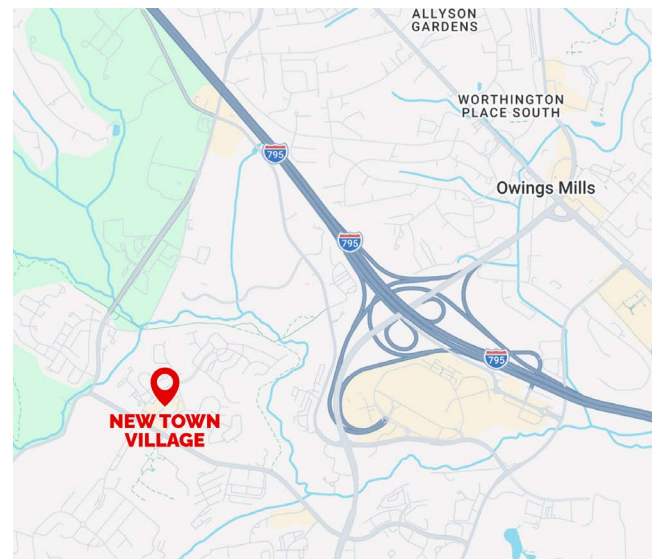 ALLYSON
GARDENS
WORTHINGTON
PLACE SOUTH
795
Owings Mills
795
795
NEW TOWN
VILLAGE